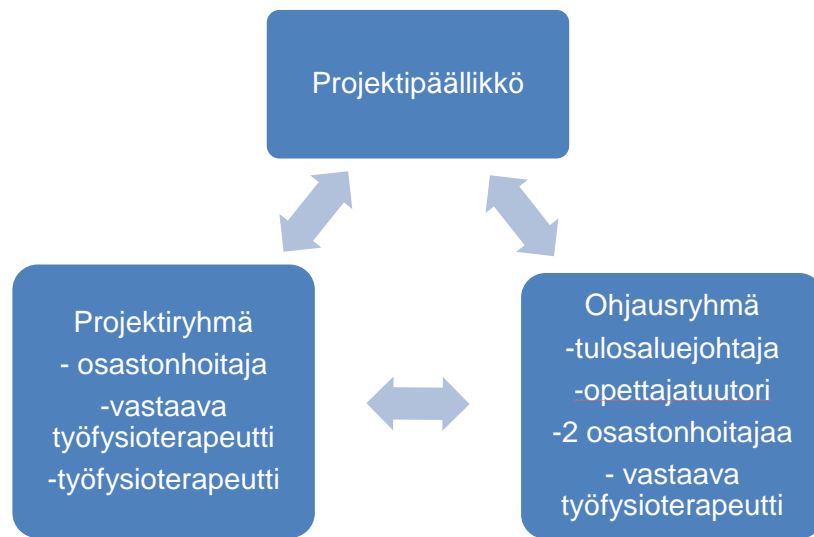 Projektipäällikkö
Projektiryhmä
- osastonhoitaja
-vastaava
työfysioterapeutti
-työfysioterapeutti
Ohjausryhmä
-tulosaluejohtaja
-opettajatuutori
-2 osastonhoitajaa
- vastaava
työfysioterapeutti